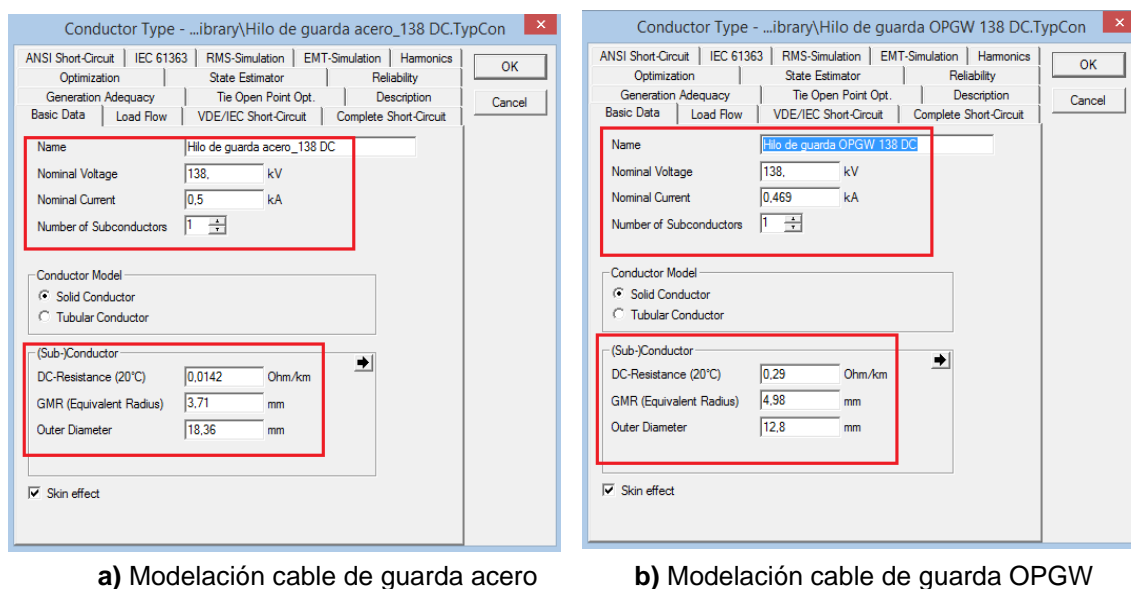 Conductor Type - ...ibrary\Hilo de guarda acero_138 DC.TypCon
ANSI Short-Circuit | IEC 61363 | RMS-Simulation | EMT-Simulation | Harmonics
Optimization | State Estimator | Reliability
Generation Adequacy | Tie Open Point Opt. | Description
Basic Data | Load Flow | VDE/IEC Short-Circuit | Complete Short-Circuit
OK
Cancel
Name Hilo de guarda acero_138 DC
Nominal Voltage 138, kV
Nominal Current 0,5 kA
Number of Subconductors 1
Conductor Model
Solid Conductor
Tubular Conductor
(Sub-)Conductor
DC-Resistance (20°C) 0,0142 Ohm/km
GMR (Equivalent Radius) 3,71 mm
Outer Diameter 18,36 mm
Skin effect
a) Modelación cable de guarda acero
Conductor Type - ...ibrary\Hilo de guarda OPGW 138 DC.TypCon
ANSI Short-Circuit | IEC 61363 | RMS-Simulation | EMT-Simulation | Harmonics
Optimization | State Estimator | Reliability
Generation Adequacy | Tie Open Point Opt. | Description
Basic Data | Load Flow | VDE/IEC Short-Circuit | Complete Short-Circuit
OK
Cancel
Name Hilo de guarda OPGW 138 DC
Nominal Voltage 138, kV
Nominal Current 0,469 kA
Number of Subconductors 1
Conductor Model
Solid Conductor
Tubular Conductor
(Sub-)Conductor
DC-Resistance (20°C) 0,29 Ohm/km
GMR (Equivalent Radius) 4,98 mm
Outer Diameter 12,8 mm
Skin effect
b) Modelación cable de guarda OPGW